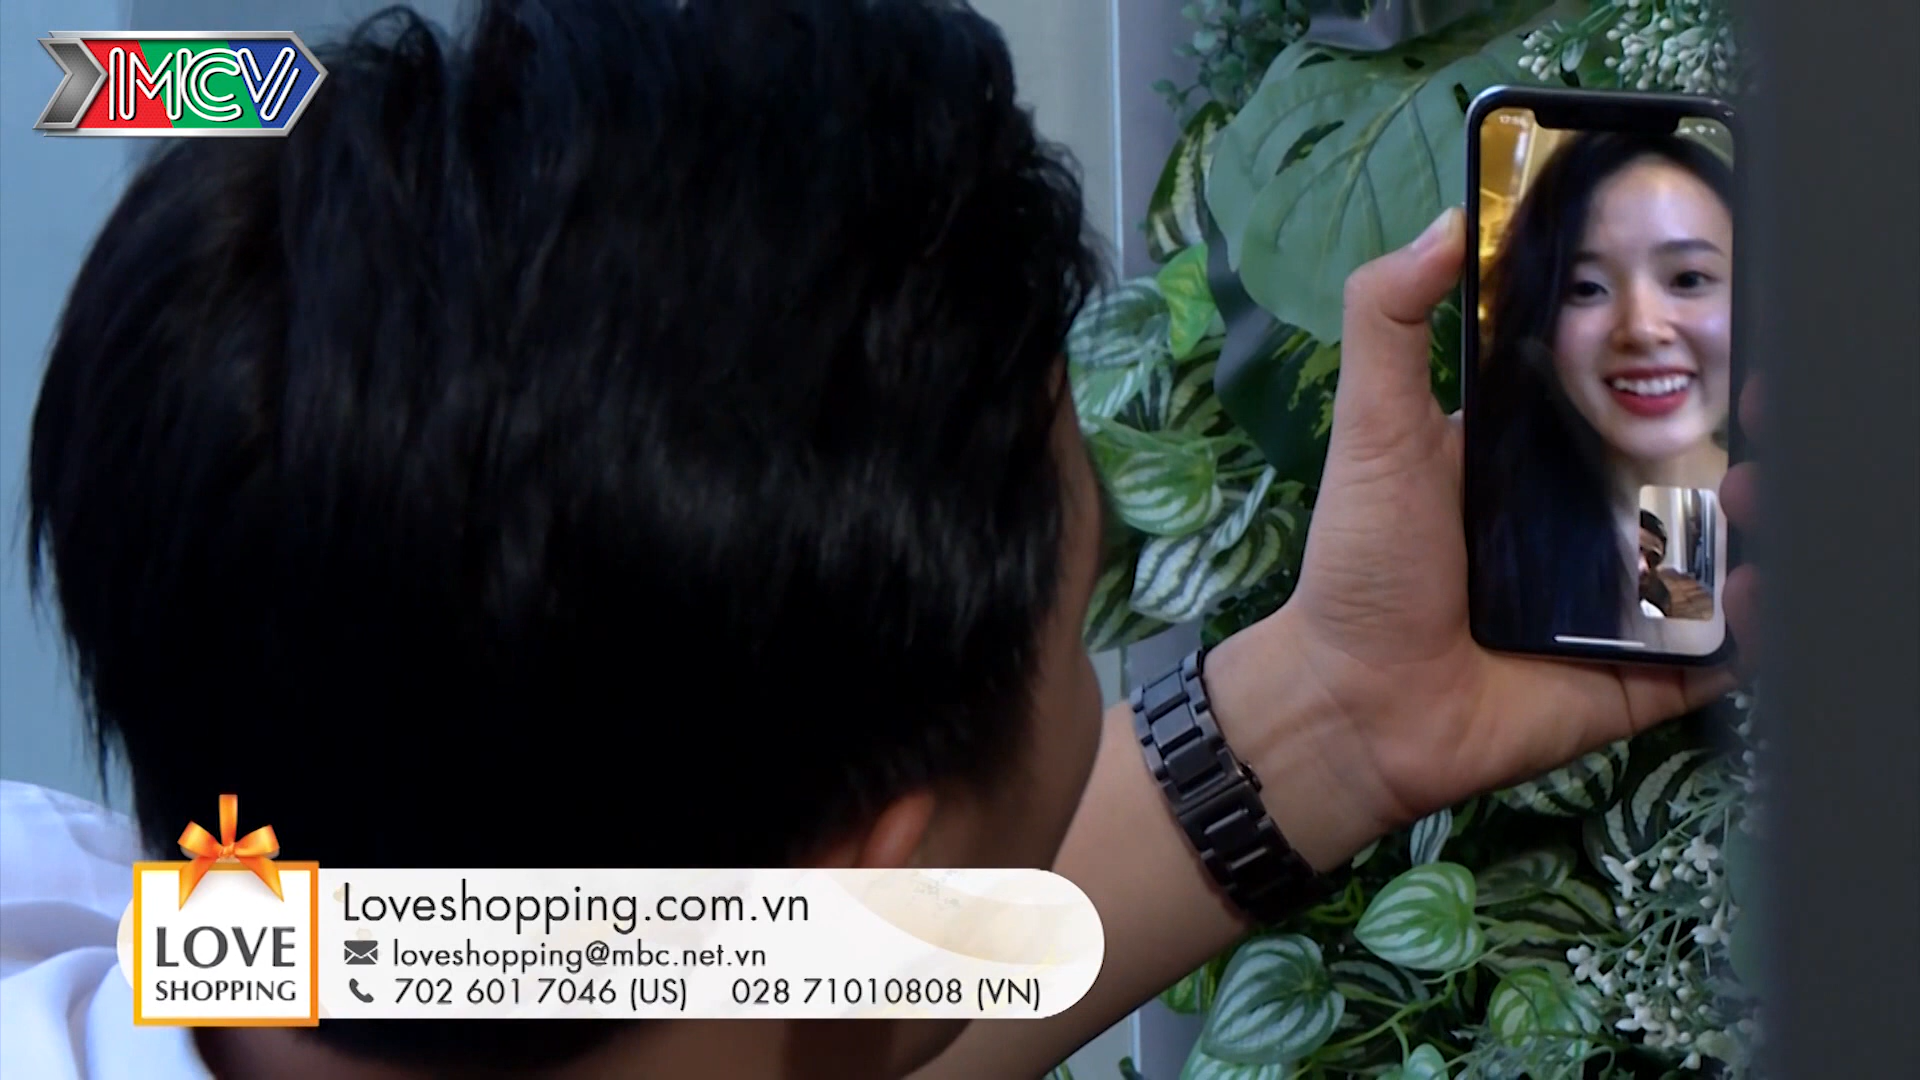 MCV
LOVE
SHOPPING
Loveshopping.com.vn
loveshopping@mbc.net.vn
702 601 7046 (US) 028 71010808 (VN)